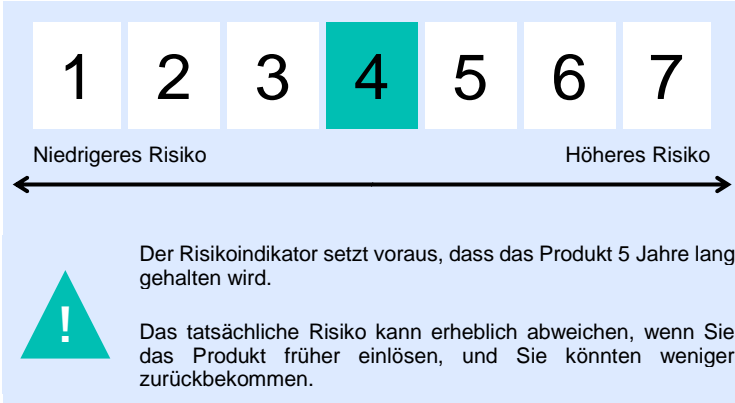 1 2 3 4 5 6 7
Niedrigeres Risiko Höheres Risiko
Der Risikoindikator setzt voraus, dass das Produkt 5 Jahre lang
gehalten wird.
!
Das tatsächliche Risiko kann erheblich abweichen, wenn Sie
das Produkt früher einlösen, und Sie könnten weniger
zurückbekommen.